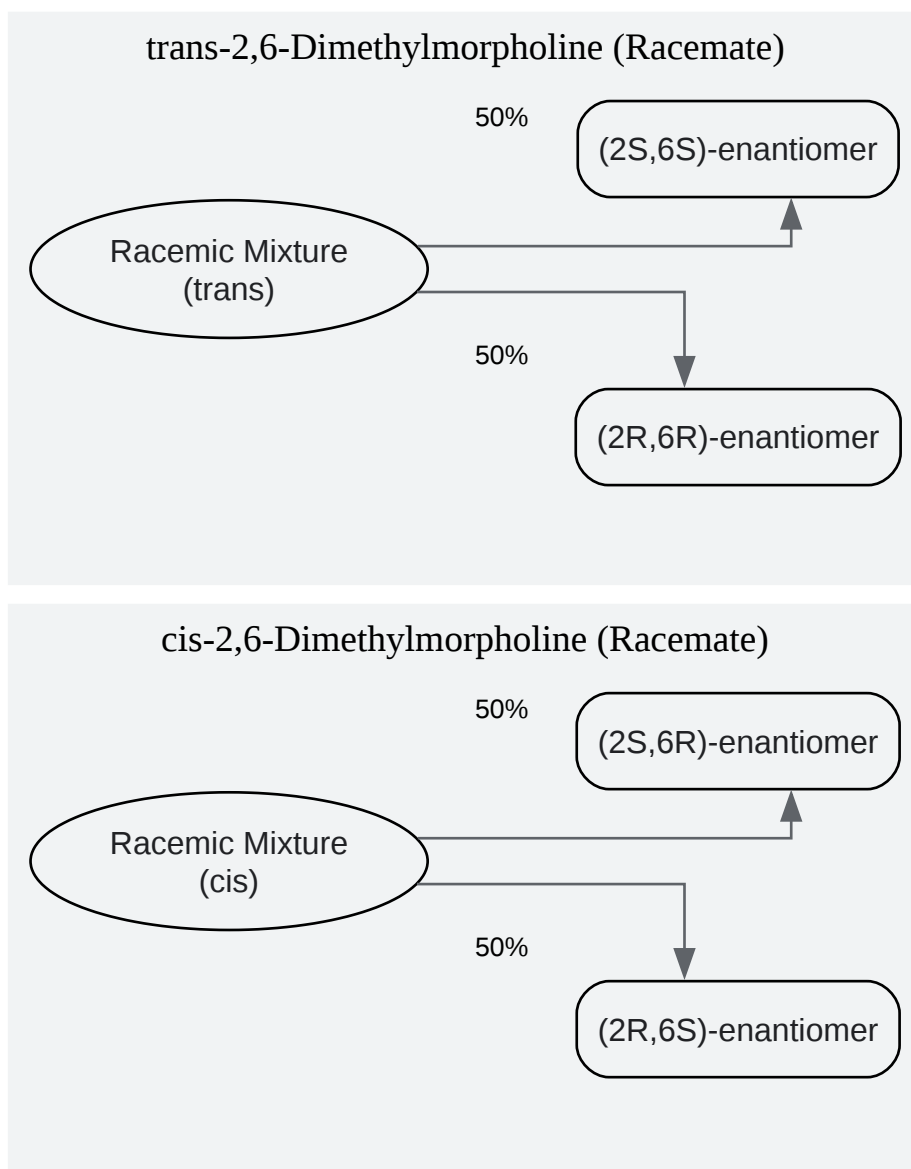 trans-2,6-Dimethylmorpholine (Racemate)
50%
(2S,6S)-enantiomer
Racemic Mixture
(trans)
50%
(2R,6R)-enantiomer
cis-2,6-Dimethylmorpholine (Racemate)
50%
(2S,6R)-enantiomer
Racemic Mixture
(cis)
50%
(2R,6S)-enantiomer